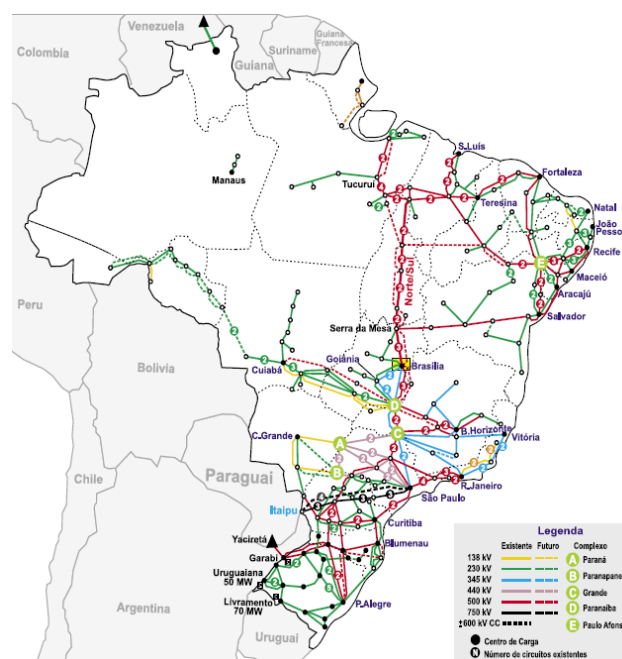 Venezuela
Colombia
Guiana
Suriname
Guiana
Francesa
Manaus
Tucuruí
S.Luís
Fortaleza
Teresina
Natal
João
Pesso
Recife
Maceió
Aracajú
Salvador
E
Norte/Sul
Peru
Serra da Mesa
Bolívia
Goiânia
Brasília
Cuiabá
D
B.Horizonte
Vitória
C
C.Grande
A
B
Chile
Paraguai
R.Janeiro
São Paulo
Itaipu
Curitiba
Yaciretá
Blumenau
Garabi
Uruguaiana
50 MW
Livramento
70 MW
P.Alegre
Argentina
Uruguai
Legenda
Existente Futuro Complexo
138 kV A Paraná
230 kV B Paranapane
345 kV C Grande
440 kV D Paranaíba
500 kV E Paulo Afons
750 kV
±600 kV CC
Centro de Carga
N Número de circuitos existentes